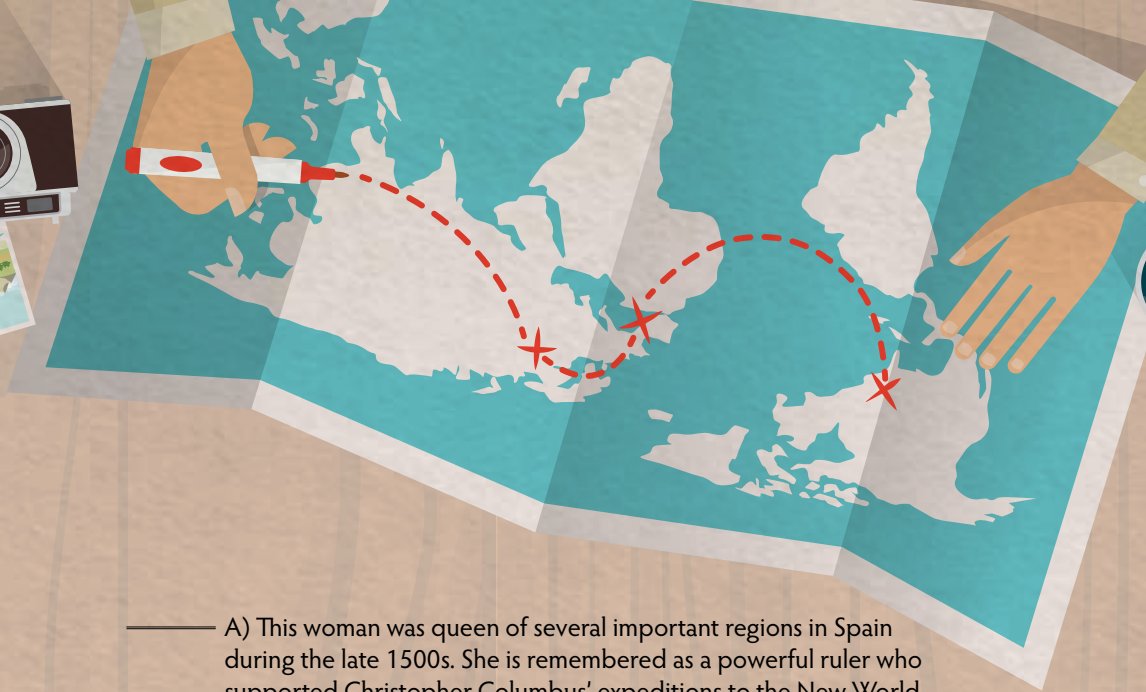 A) This woman was queen of several important regions in Spain
during the late 1500s. She is remembered as a powerful ruler who
supported Christopher Columbus’ expeditions to the New World